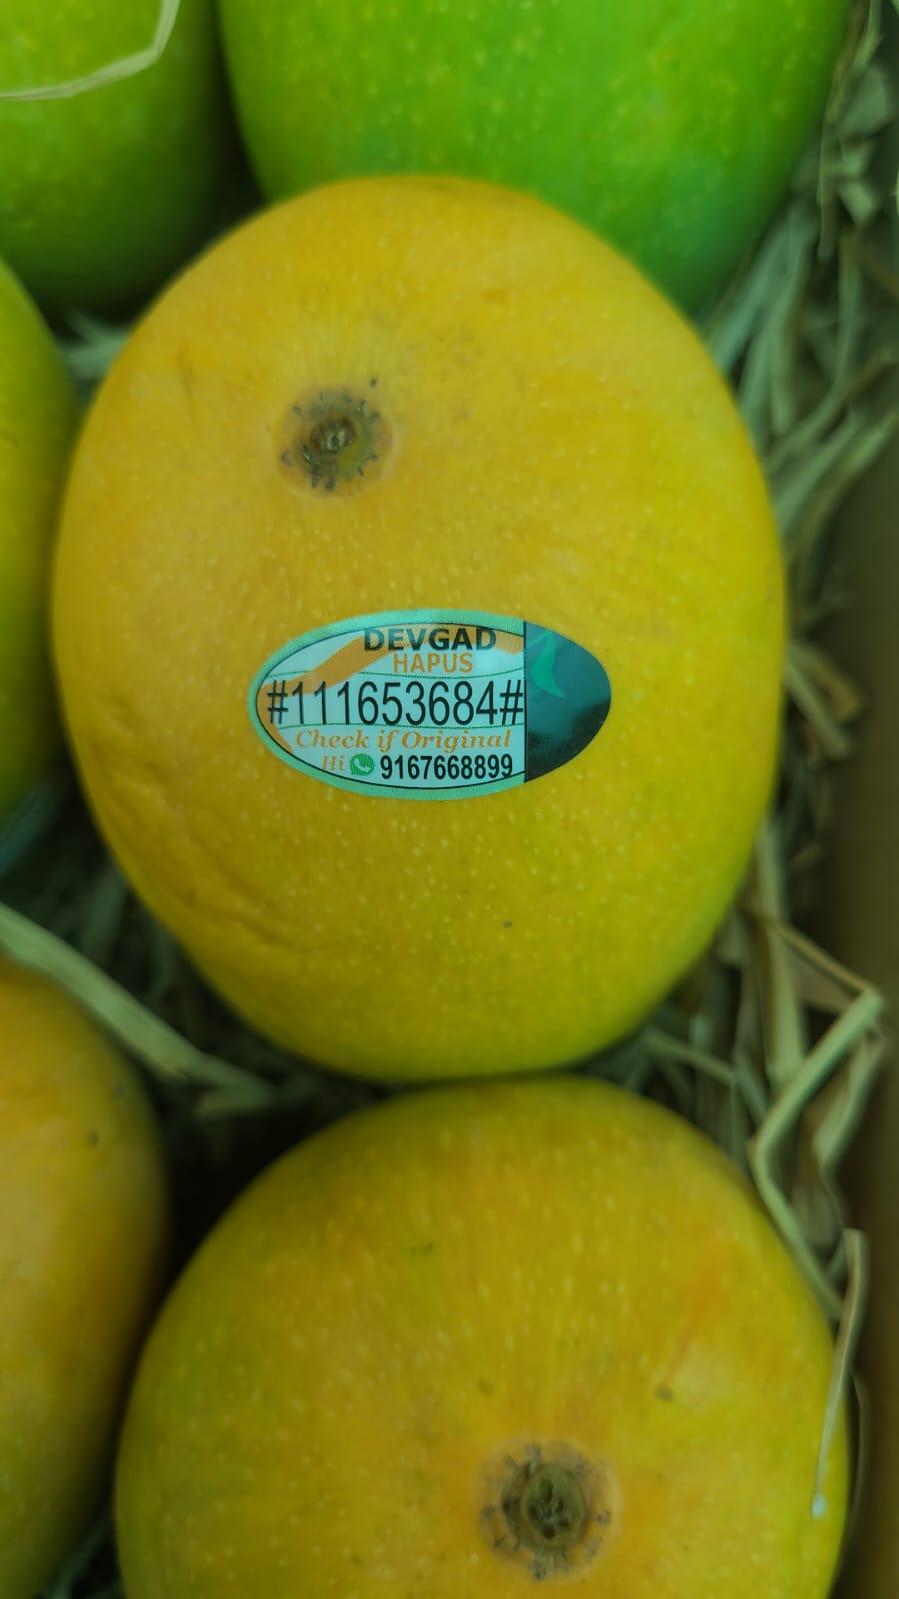 DEVGAD
HAPUS
#111653684#
Check if Original
Hi 9167668899